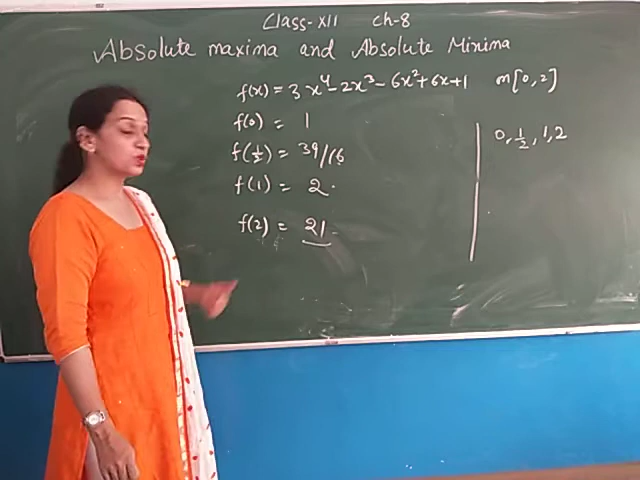 Class-XII Ch-8
Absolute maxima and Absolute Minima
f(x) = 3x⁴-2x³-6x²+6x+1 m[0,2]
f(0) = 1
f(½) = 39/16
f(1) = 2.
f(2) = 21
0, ½, 1, 2